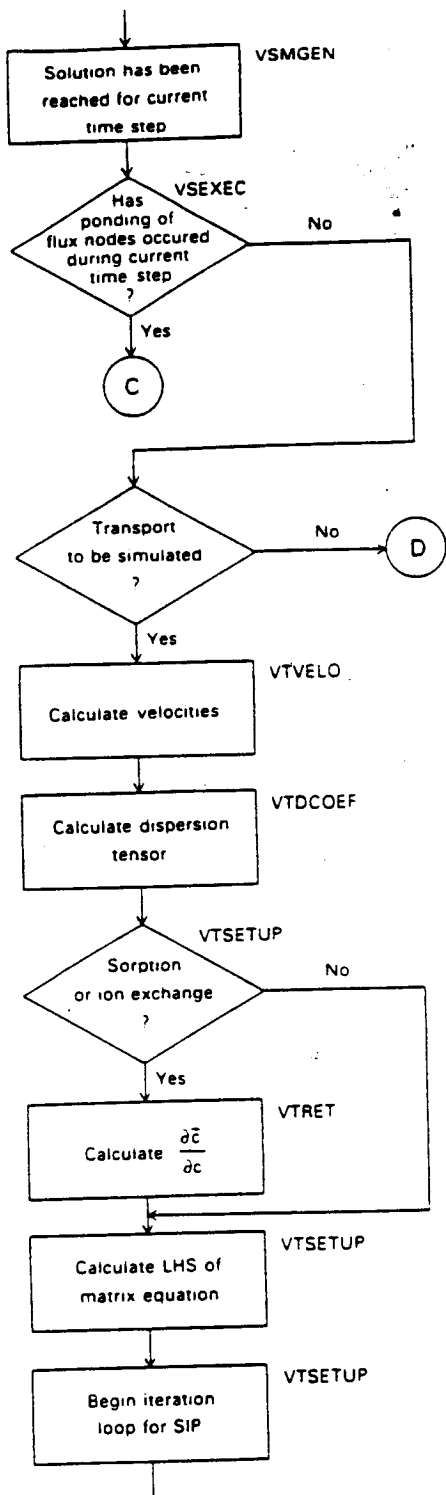 VSMGEN
Solution has been
reached for current
time step
VSEXEC
Has
ponding of
flux nodes occured
during current
time step
?
No
Yes
C
Transport
to be simulated
?
No
D
Yes
VTVELO
Calculate velocities
VTDCOEF
Calculate dispersion
tensor
VTSETUP
Sorption
or ion exchange
?
No
Yes
VTRET
Calculate ∂c̄/∂c
VTSETUP
Calculate LHS of
matrix equation
VTSETUP
Begin iteration
loop for SIP